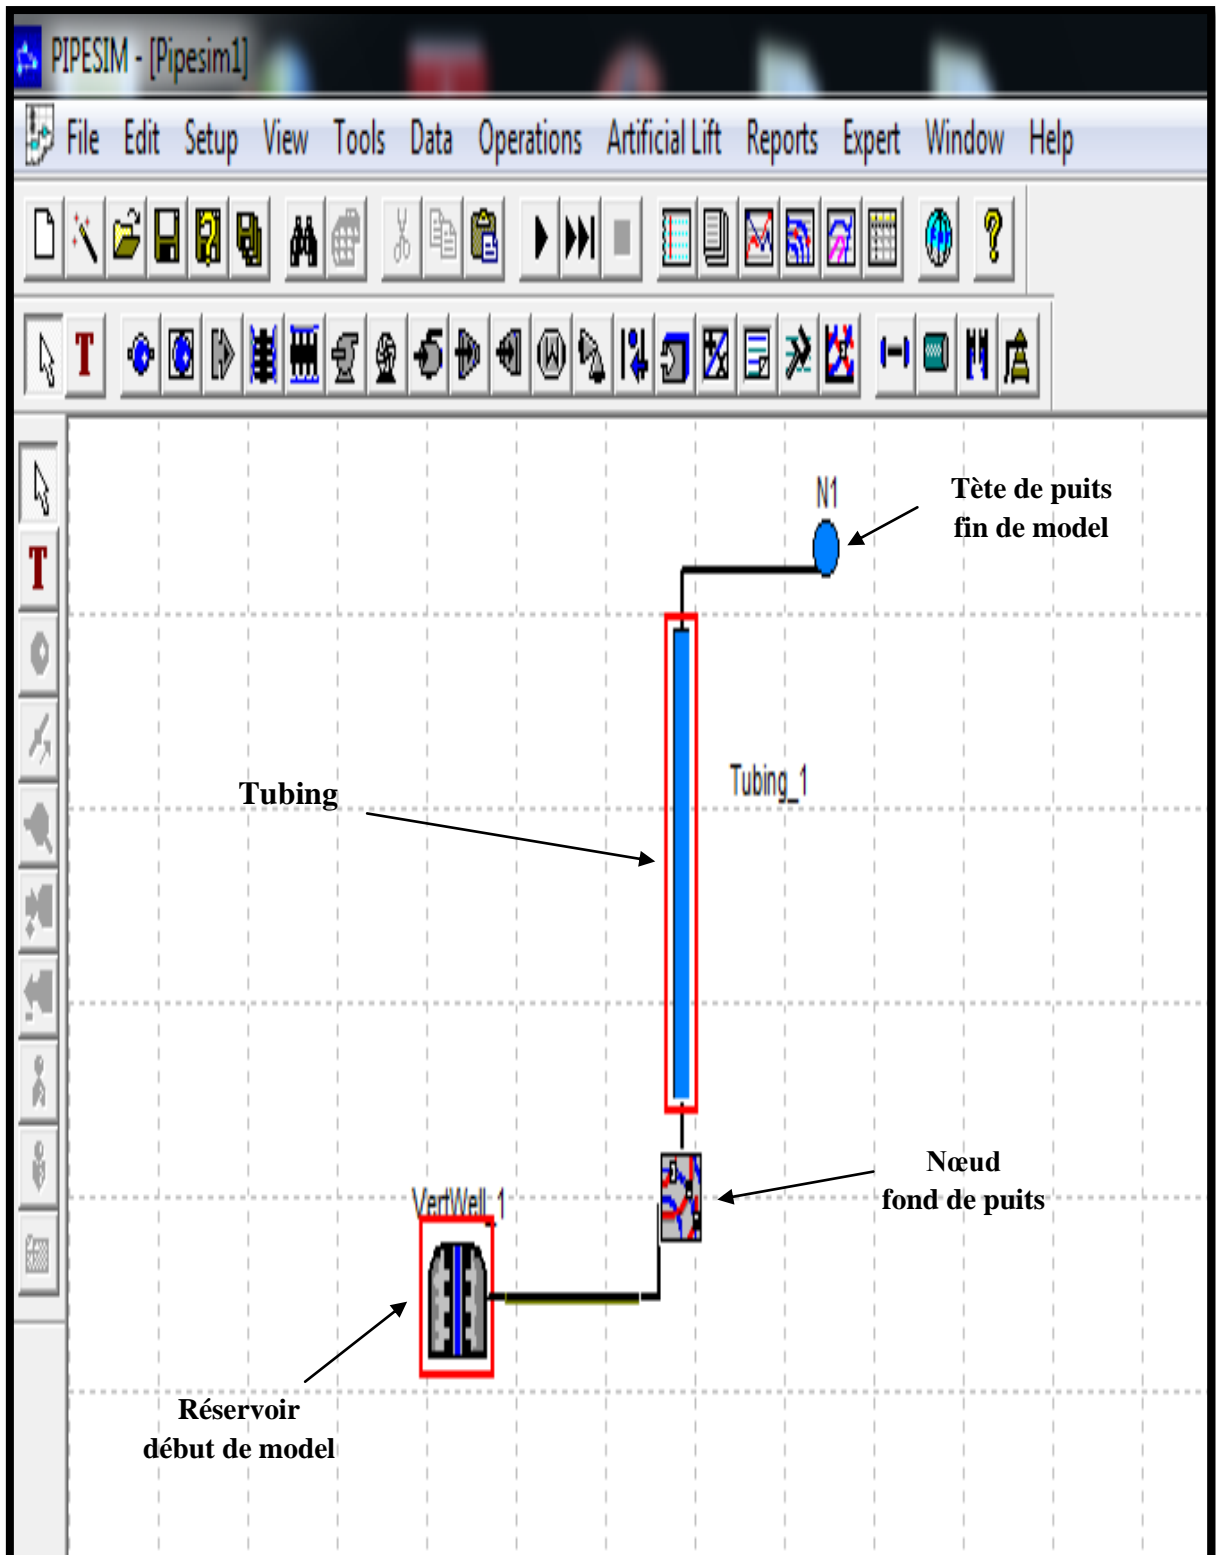 PIPESIM - [Pipesim1]
File Edit Setup View Tools Data Operations Artificial Lift Reports Expert Window Help
T
T
N1
Tète de puits
fin de model
Tubing_1
Tubing
Nœud
fond de puits
VertWell_1
Réservoir
début de model